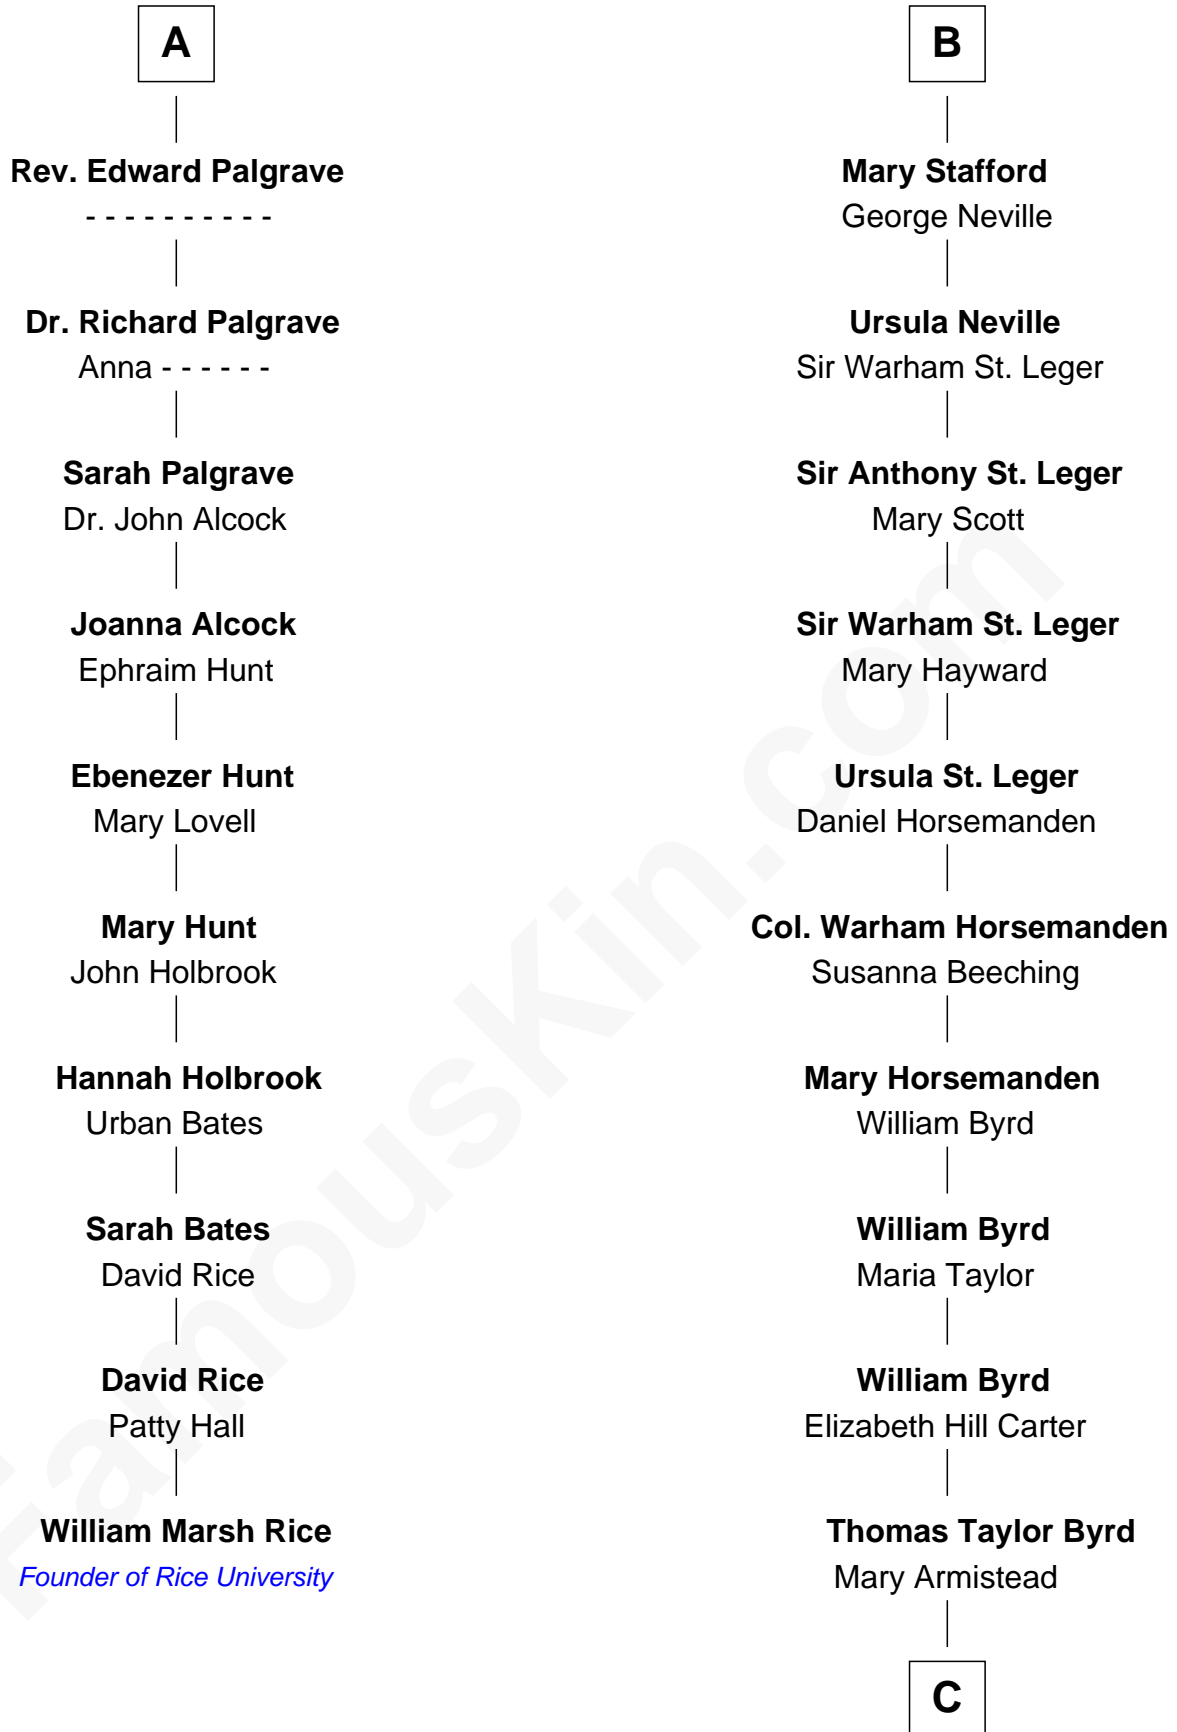 A
Rev. Edward Palgrave
- - - - - - - - - -
Dr. Richard Palgrave
Anna - - - - - -
Sarah Palgrave
Dr. John Alcock
Joanna Alcock
Ephraim Hunt
Ebenezer Hunt
Mary Lovell
Mary Hunt
John Holbrook
Hannah Holbrook
Urban Bates
Sarah Bates
David Rice
David Rice
Patty Hall
William Marsh Rice
Founder of Rice University
B
Mary Stafford
George Neville
Ursula Neville
Sir Warham St. Leger
Sir Anthony St. Leger
Mary Scott
Sir Warham St. Leger
Mary Hayward
Ursula St. Leger
Daniel Horsemanden
Col. Warham Horsemanden
Susanna Beeching
Mary Horsemanden
William Byrd
William Byrd
Maria Taylor
William Byrd
Elizabeth Hill Carter
Thomas Taylor Byrd
Mary Armistead
C
FamousKin.com